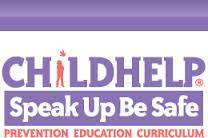 CHILDHELP®
Speak Up Be Safe
PREVENTION EDUCATION CURRICULUM